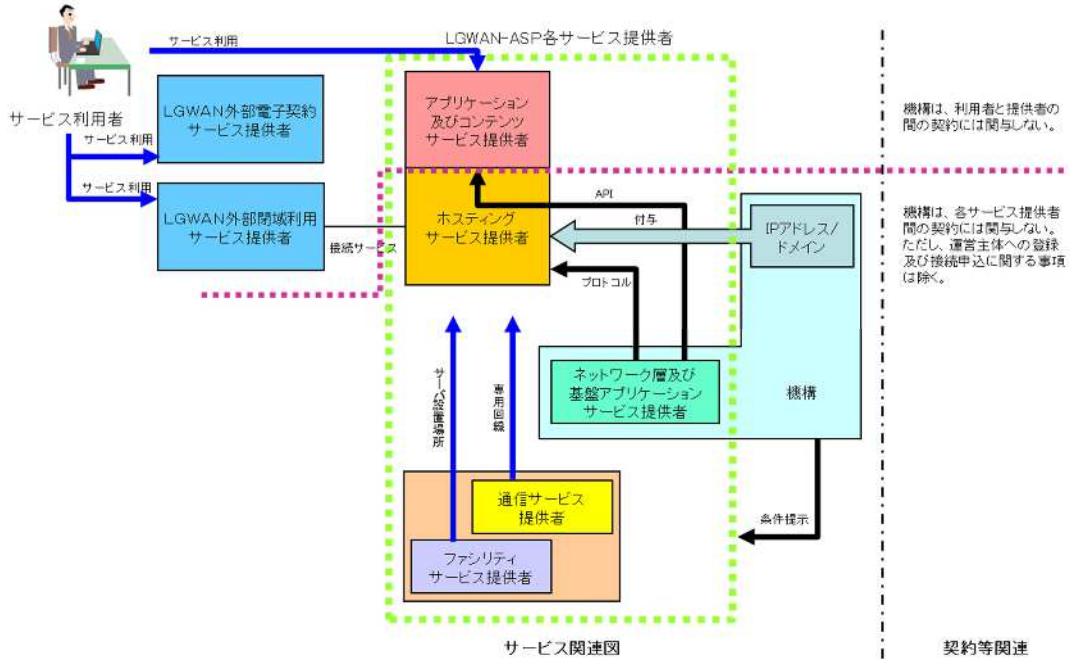 サービス利用
LGWAN-ASP各サービス提供者
サービス利用者
LGWAN外部電子契約
サービス提供者
サービス利用
アプリケーション
及びコンテンツ
サービス提供者
機構は、利用者と提供者の
間の契約には関与しない。
サービス利用
LGWAN外部閉域利用
サービス提供者
接続サービス
ホスティング
サービス提供者
API
付与
IPアドレス/
ドメイン
プロトコル
機構は、各サービス提供者
間の契約には関与しない。
ただし、運営主体への登録
及び接続申込に関する事項
は除く。
サーバ設置場所
専用回線
ネットワーク層及び
基盤アプリケーション
サービス提供者
機構
通信サービス
提供者
ファシリティ
サービス提供者
条件提示
サービス関連図
契約等関連